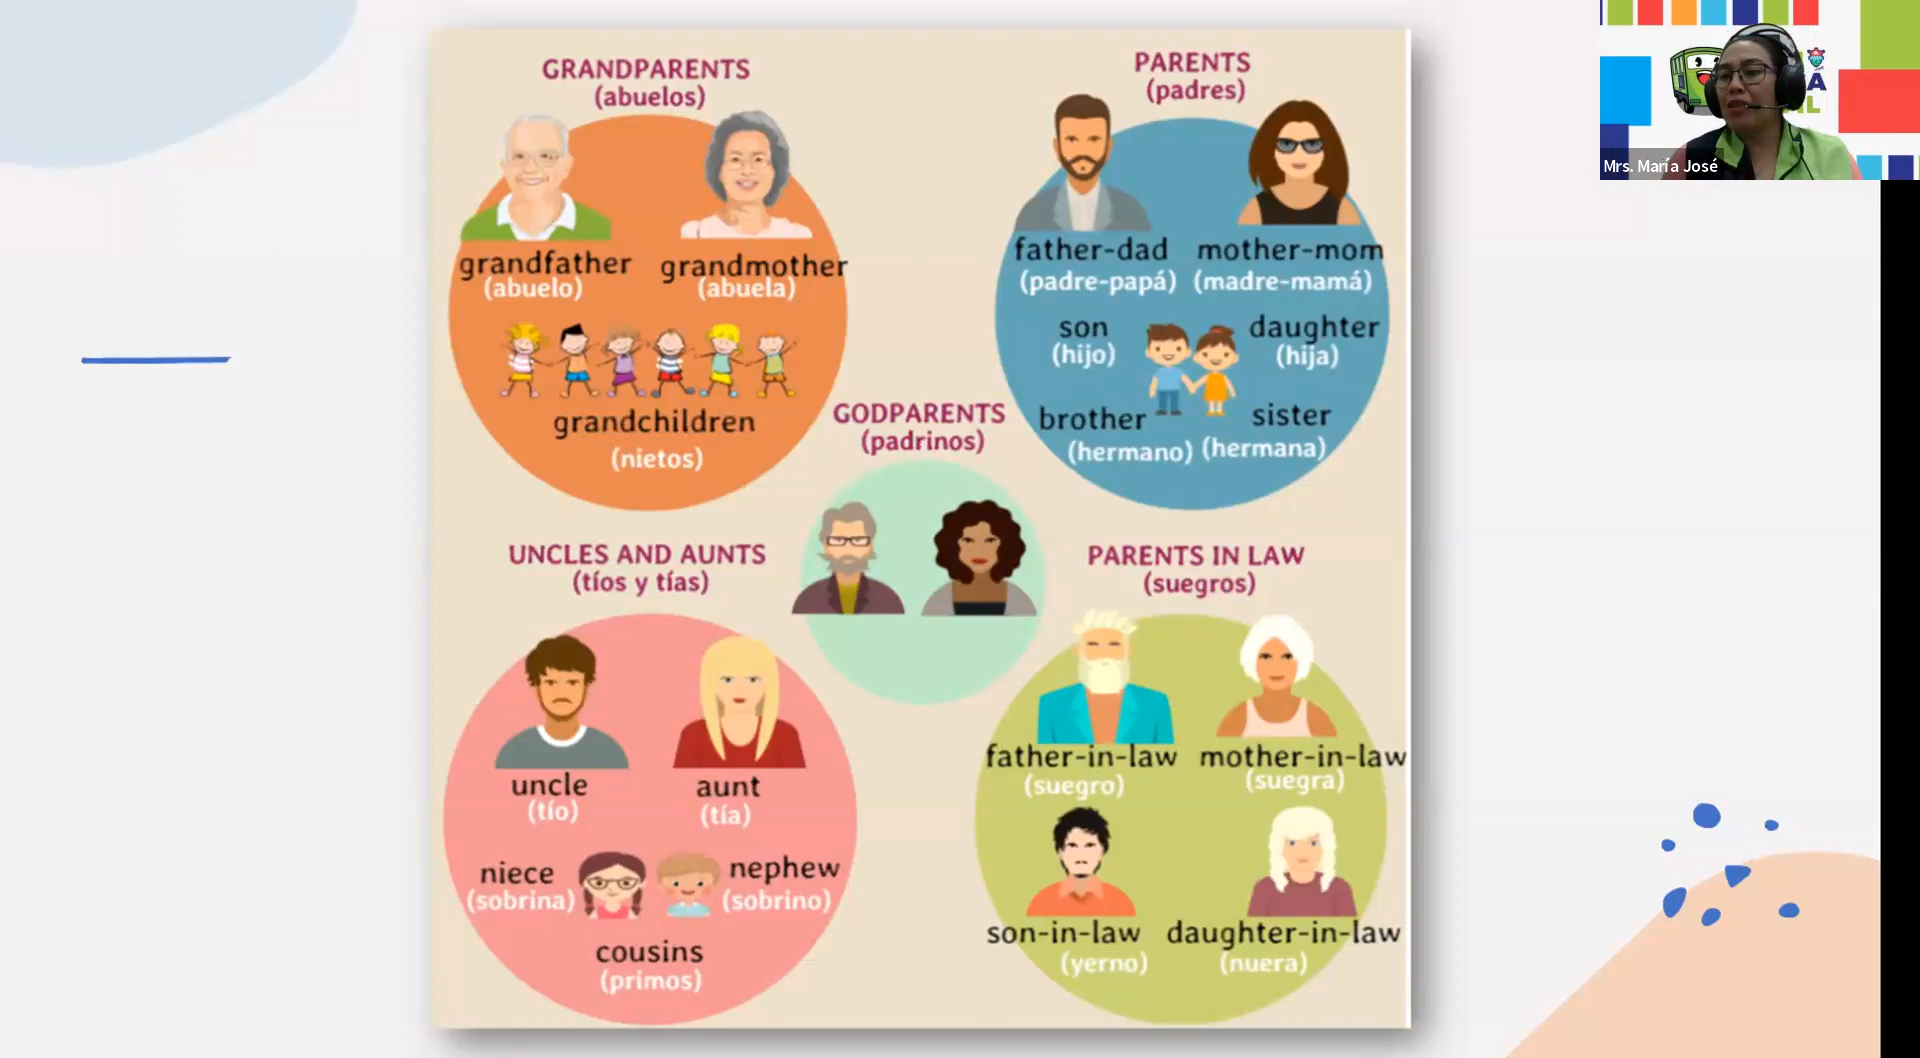 GRANDPARENTS
(abuelos)
grandfather
(abuelo)
grandmother
(abuela)
grandchildren
(nietos)
PARENTS
(padres)
father-dad
(padre-papá)
mother-mom
(madre-mamá)
son
(hijo)
daughter
(hija)
brother
(hermano)
sister
(hermana)
GODPARENTS
(padrinos)
UNCLES AND AUNTS
(tíos y tías)
uncle
(tío)
aunt
(tía)
niece
(sobrina)
nephew
(sobrino)
cousins
(primos)
PARENTS IN LAW
(suegros)
father-in-law
(suegro)
mother-in-law
(suegra)
son-in-law
(yerno)
daughter-in-law
(nuera)
Mrs. María José